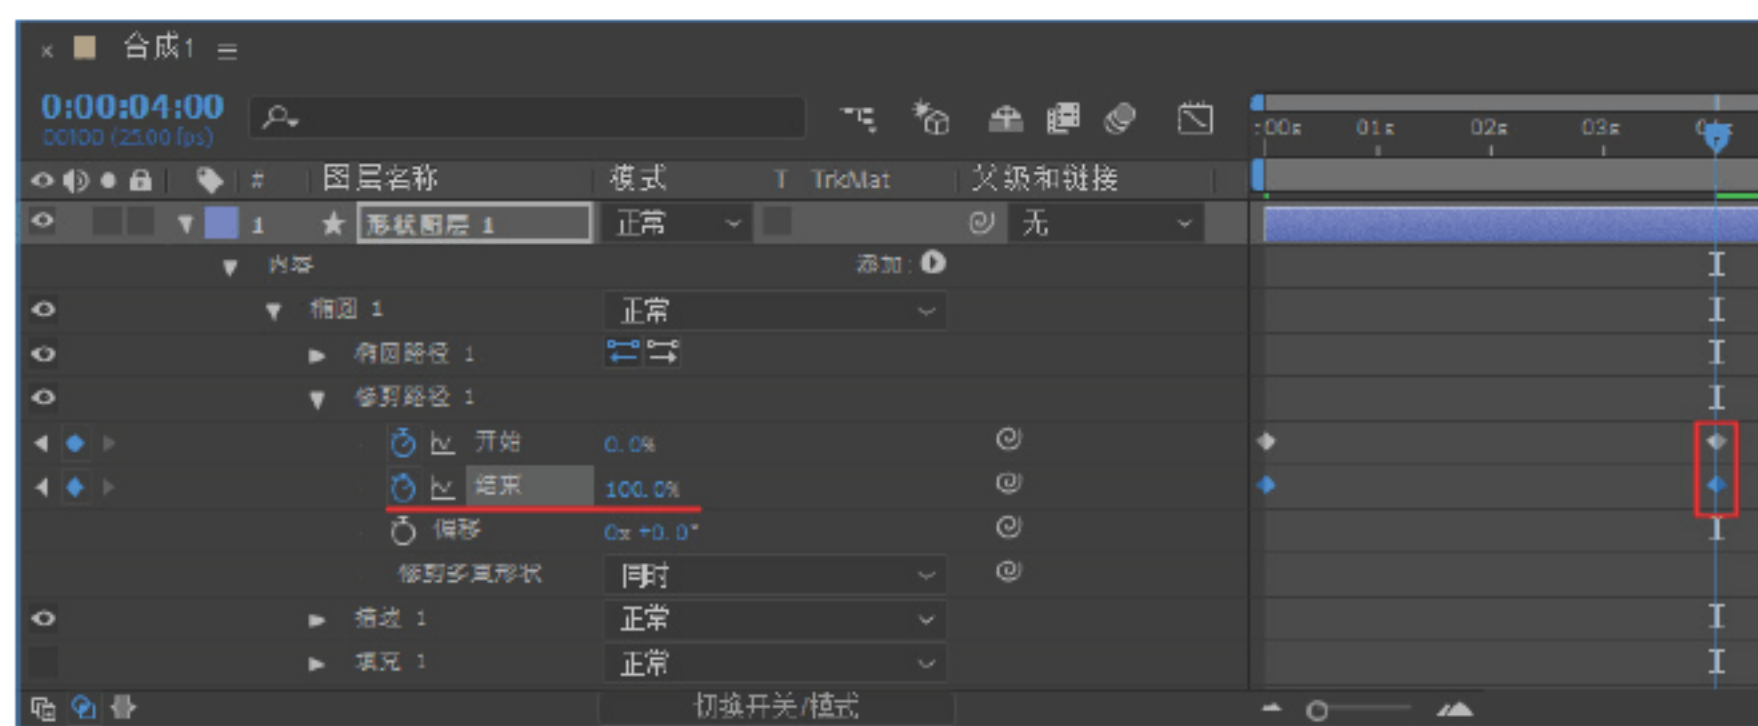 × 合成1 ≡
0:00:04:00
00100 (25.00 fps)
:00s 01s 02s 03s
# 图层名称 模式 T TrkMat 父级和链接
1 形状图层 1 正常 无
内容 添加:
椭圆 1 正常
椭圆路径 1
修剪路径 1
开始 0.0%
结束 100.0%
偏移 0x +0.0°
修剪多重形状 同时
描边 1 正常
填充 1 正常
切换开关/模式